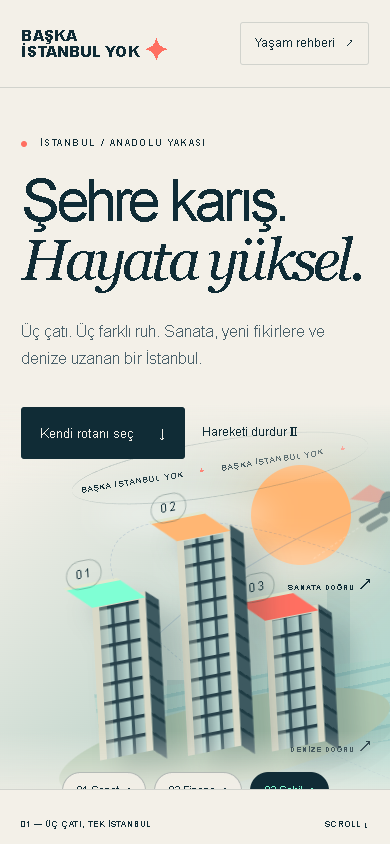 BAŞKA
İSTANBUL YOK
Yaşam rehberi ↗
İSTANBUL / ANADOLU YAKASI
Şehre karış.
Hayata yüksel.
Üç çatı. Üç farklı ruh. Sanata, yeni fikirlere ve
denize uzanan bir İstanbul.
Kendi rotanı seç ↓
Hareketi durdur II
BAŞKA İSTANBUL YOK
BAŞKA İSTANBUL YOK
02
01
03
SANATA DOĞRU ↗
DENİZE DOĞRU ↗
01 — ÜÇ ÇATI, TEK İSTANBUL
SCROLL ↓